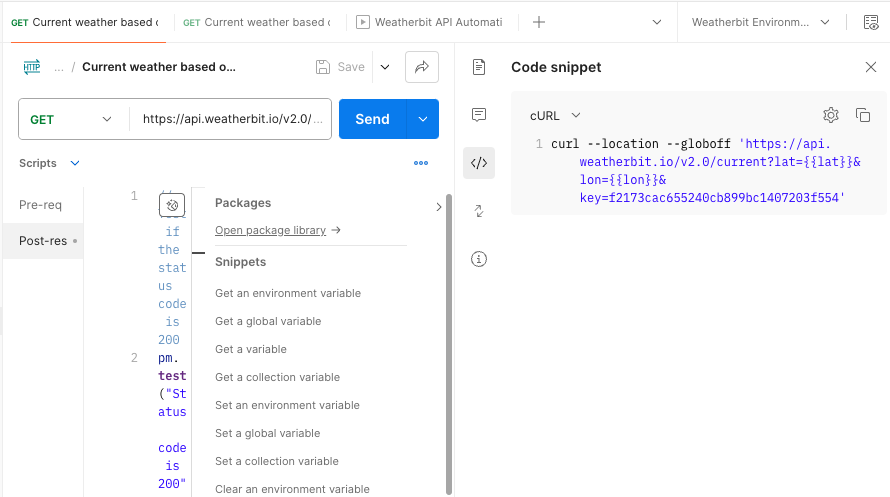 GET Current weather based c
GET Current weather based c
Weatherbit API Automati
Weatherbit Environm...
HTTP
... / Current weather based o...
Save
Code snippet
GET
https://api.weatherbit.io/v2.0/ ...
Send
cURL
1 curl --location --globoff 'https://api.
weatherbit.io/v2.0/current?lat={{lat}}&
lon={{lon}}&
key=f2173cac655240cb899bc1407203f554'
Scripts
Pre-req
Post-res
1 //
if
the
stat
us
code
is
200
2 pm.
test
("St
atus
code
is
200"
Packages
Open package library →
Snippets
Get an environment variable
Get a global variable
Get a variable
Get a collection variable
Set an environment variable
Set a global variable
Set a collection variable
Clear an environment variable